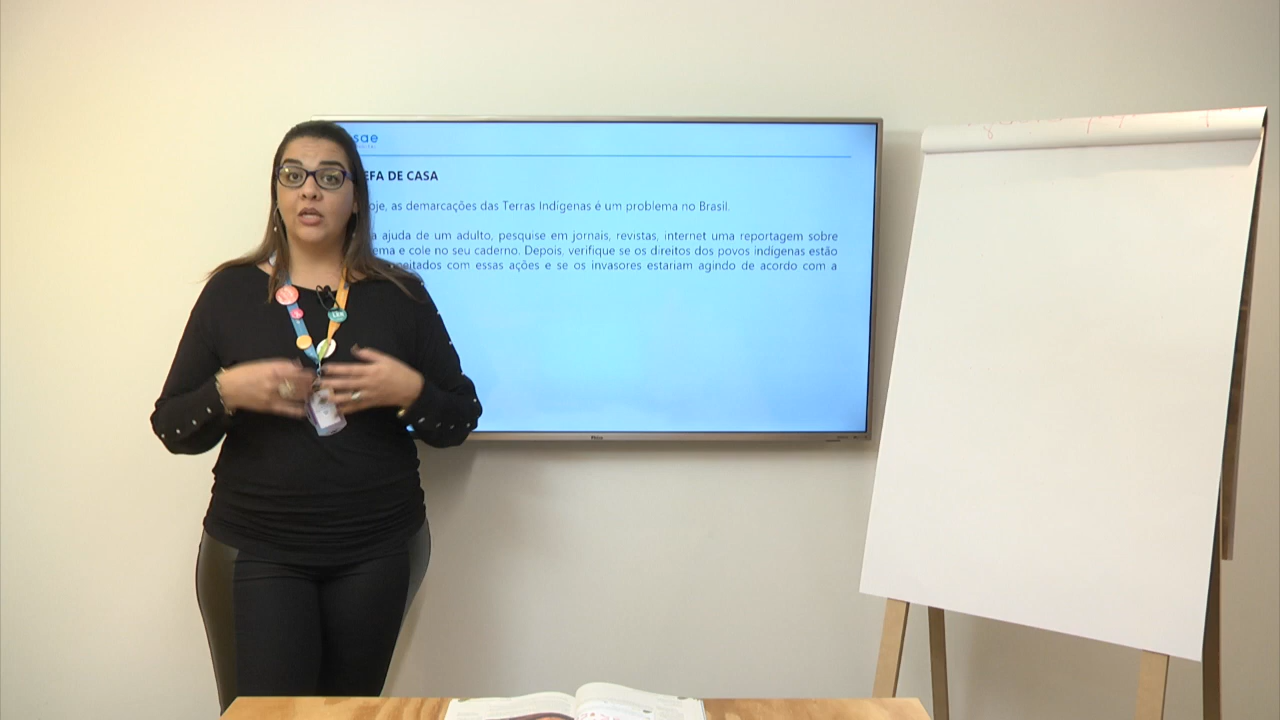 sae
EFA DE CASA
oje, as demarcações das Terras Indígenas é um problema no Brasil.
a ajuda de um adulto, pesquise em jornais, revistas, internet uma reportagem sobre
ema e cole no seu caderno. Depois, verifique se os direitos dos povos indígenas estão
peitados com essas ações e se os invasores estariam agindo de acordo com a